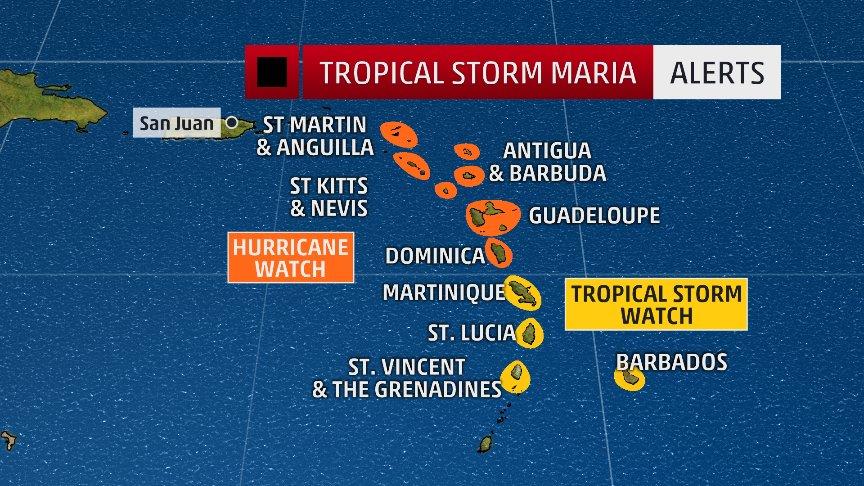 TROPICAL STORM MARIA ALERTS
San Juan
ST MARTIN
& ANGUILLA
ANTIGUA
& BARBUDA
ST KITTS
& NEVIS
GUADELOUPE
HURRICANE
WATCH
DOMINICA
MARTINIQUE
TROPICAL STORM
WATCH
ST. LUCIA
BARBADOS
ST. VINCENT
& THE GRENADINES